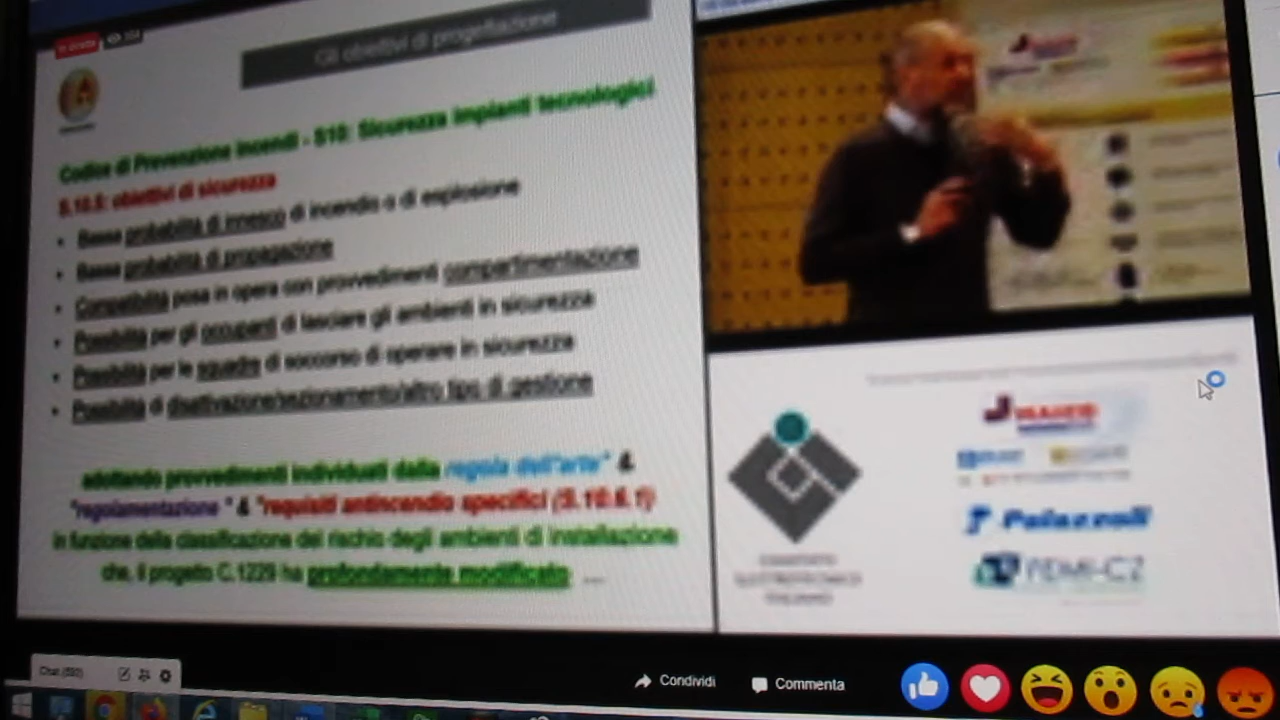 Gli obiettivi di progettazione
Codice di Prevenzione Incendi - S10: Sicurezza impianti tecnologici
S.10.5: obiettivi di sicurezza
• Bassa probabilità di innesco di incendio o di esplosione
• Bassa probabilità di propagazione
• Compatibilità posa in opera con provvedimenti compartimentazione
• Possibilità per gli occupanti di lasciare gli ambienti in sicurezza
• Possibilità per le squadre di soccorso di operare in sicurezza
• Possibilità di disattivazione/sezionamento/altro tipo di gestione
adottando provvedimenti individuati dalla regola dell'arte" &
"regolamentazione " & "requisiti antincendio specifici (S.10.6.1)
in funzione della classificazione del rischio degli ambienti di installazione
che, il progetto C.1229 ha profondamente modificato ....
COMITATO
ELETTROTECNICO
ITALIANO
Palazzoli
Condividi
Commenta